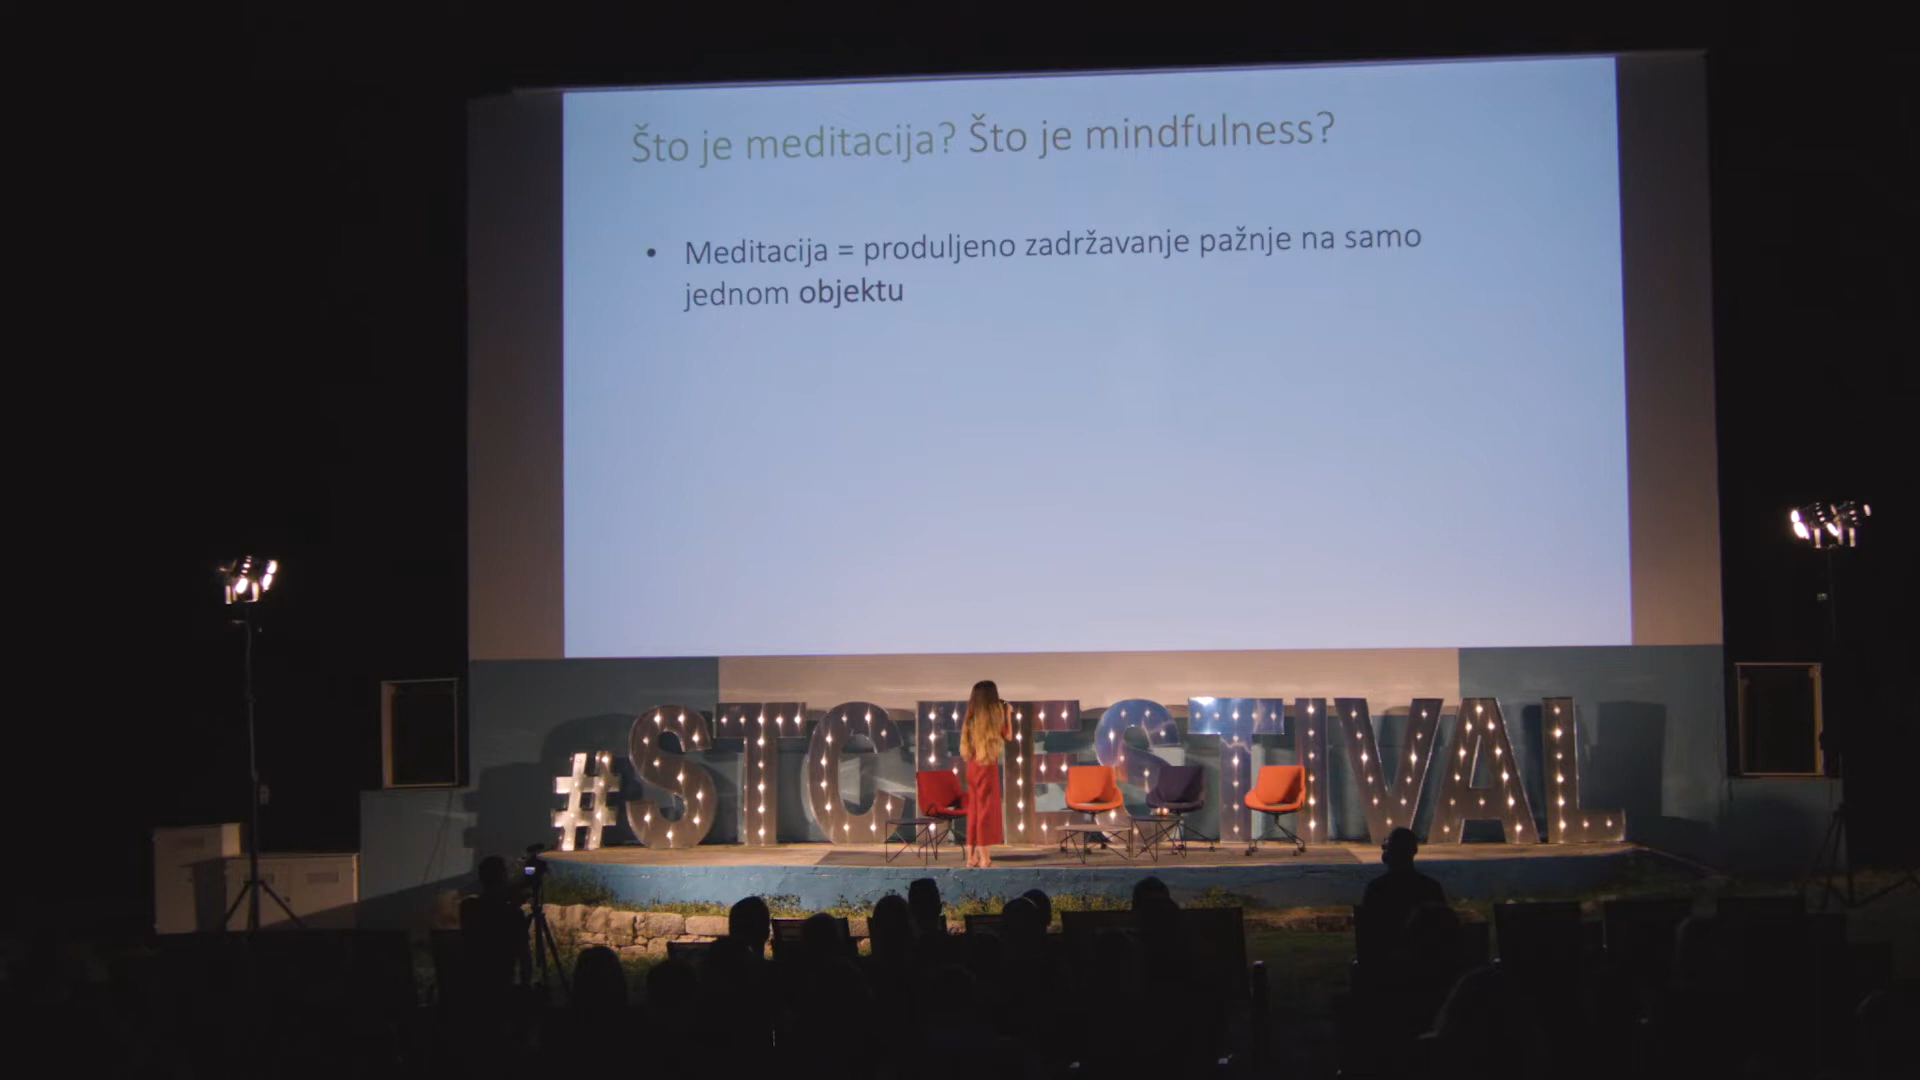 Što je meditacija? Što je mindfulness?
• Meditacija = produljeno zadržavanje pažnje na samo
jednom objektu
#STCFESTIVAL